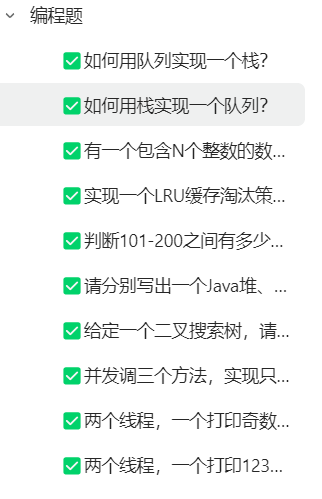 编程题
如何用队列实现一个栈？
如何用栈实现一个队列？
有一个包含N个整数的数...
实现一个LRU缓存淘汰策...
判断101-200之间有多少...
请分别写出一个Java堆、...
给定一个二叉搜索树，请...
并发调三个方法，实现只...
两个线程，一个打印奇数...
两个线程，一个打印123...